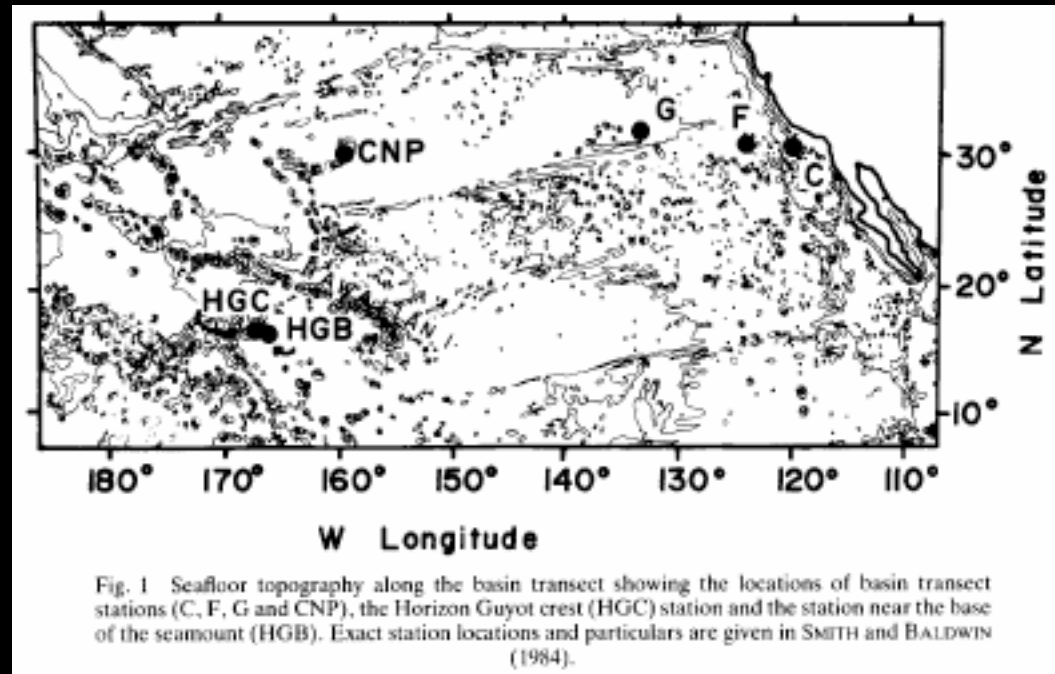 G
F
CNP
C
30°
20°
10°
N Latitude
HGC
HGB
180° 170° 160° 150° 140° 130° 120° 110°
W Longitude
Fig. 1 Seafloor topography along the basin transect showing the locations of basin transect
stations (C, F, G and CNP), the Horizon Guyot crest (HGC) station and the station near the base
of the seamount (HGB). Exact station locations and particulars are given in SMITH and BALDWIN
(1984).